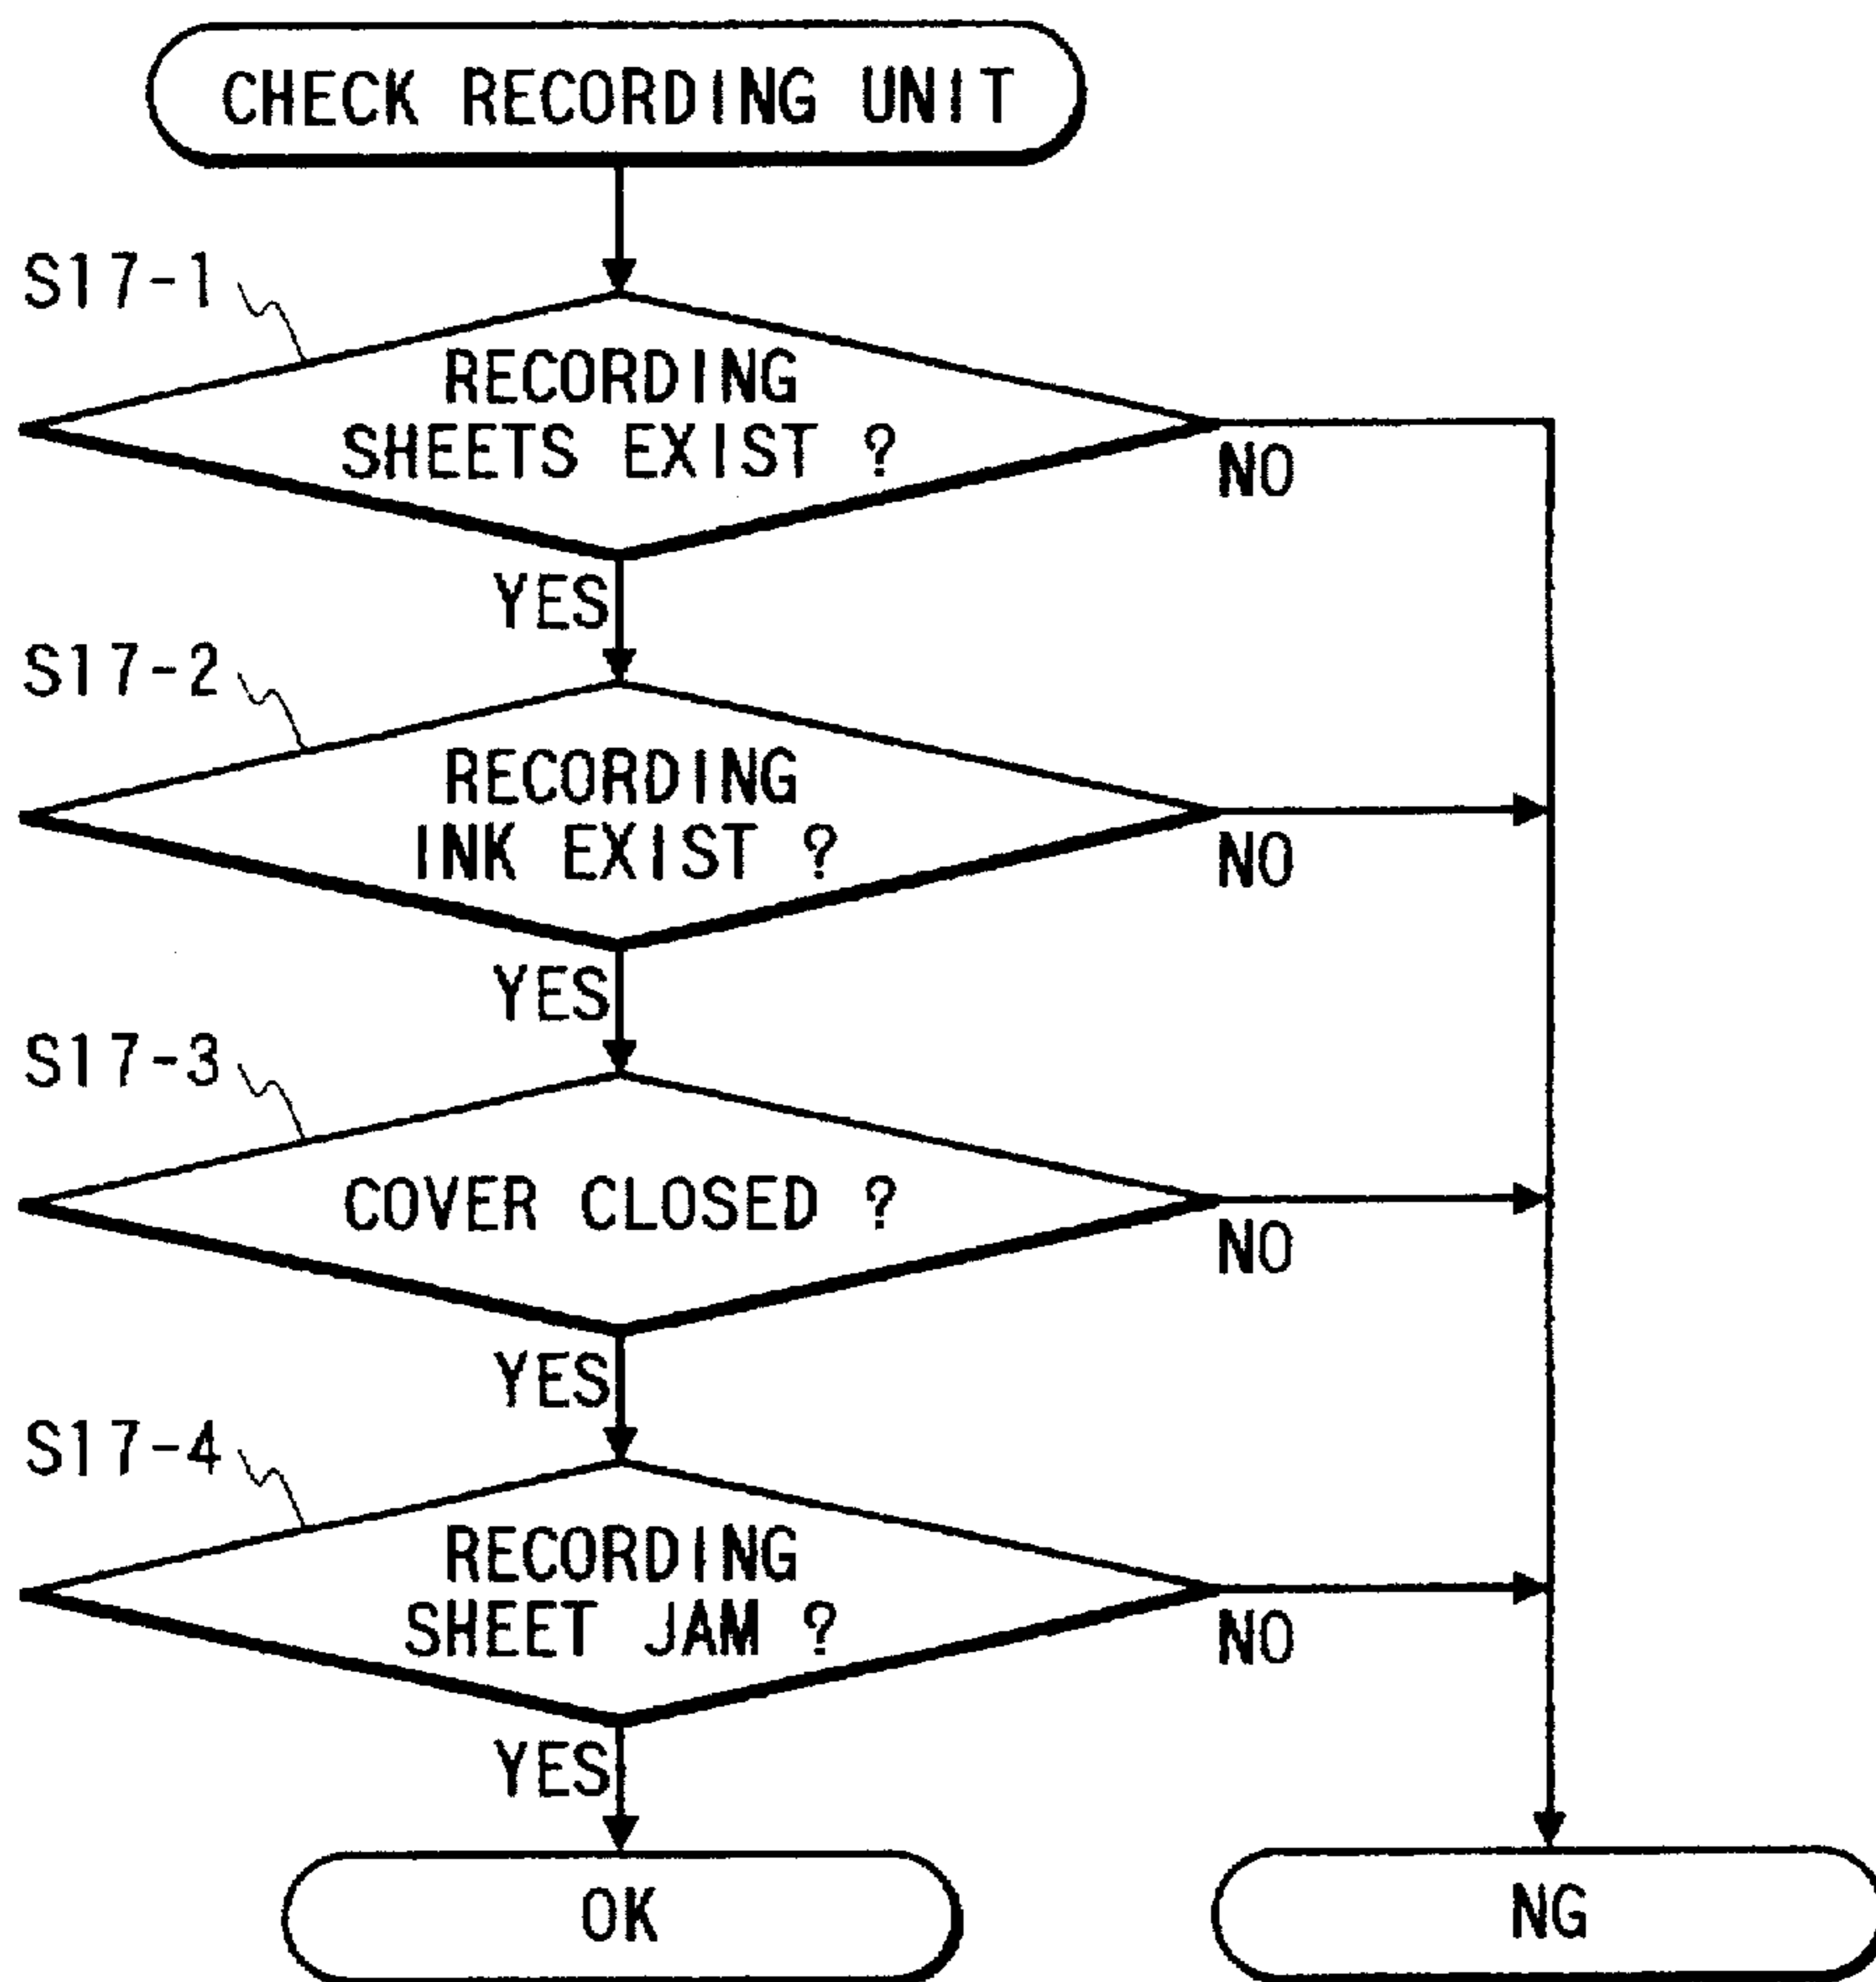 CHECK RECORDING UNIT
S17-1
RECORDING
SHEETS EXIST ?
NO
YES
S17-2
RECORDING
INK EXIST ?
NO
YES
S17-3
COVER CLOSED ?
NO
YES
S17-4
RECORDING
SHEET JAM ?
NO
YES
OK
NG